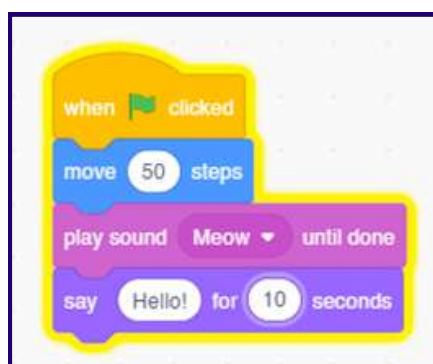 when clicked
move 50 steps
play sound Meow until done
say Hello! for 10 seconds